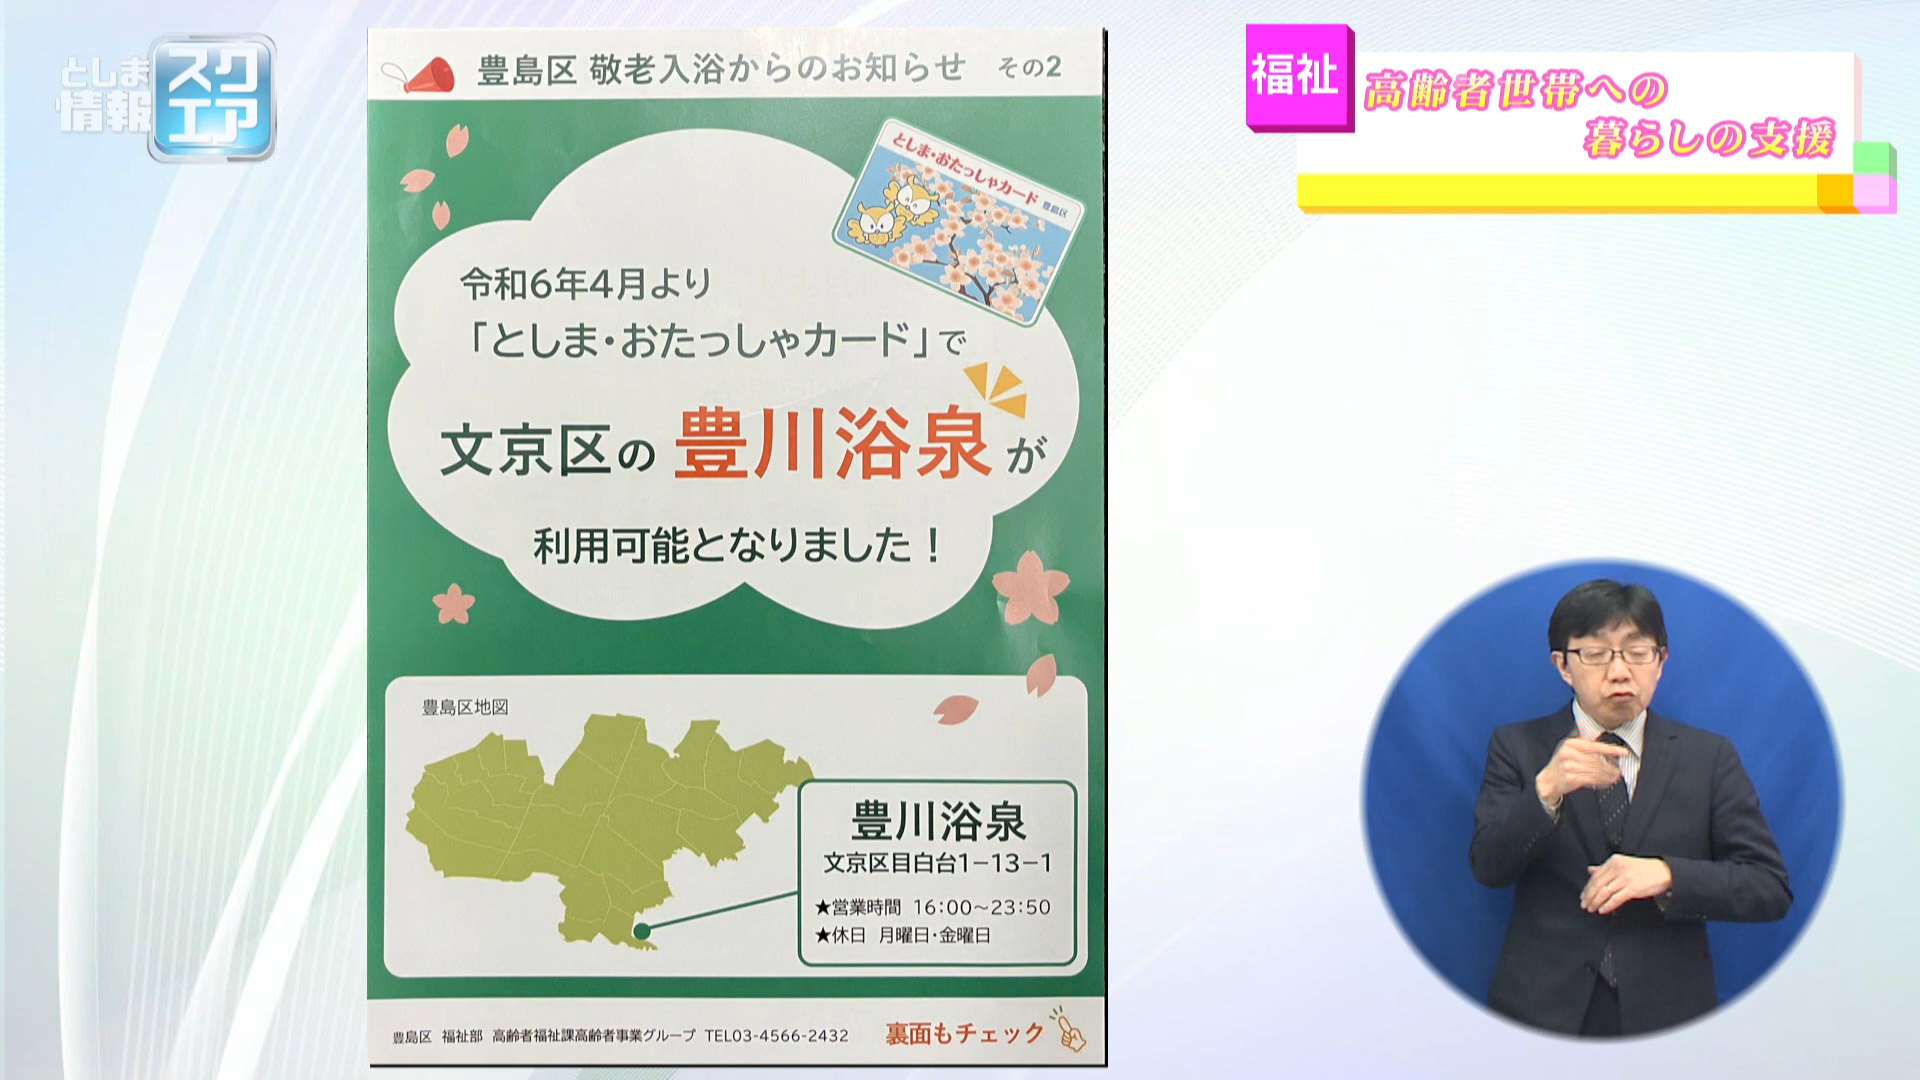 としま
情報
スク
エア
福祉
高齢者世帯への
暮らしの支援
豊島区 敬老入浴からのお知らせ その2
としま・おたっしゃカード 豊島区
令和6年4月より
「としま・おたっしゃカード」で
文京区の 豊川浴泉 が
利用可能となりました！
豊島区地図
豊川浴泉
文京区目白台1−13−1
★営業時間 16:00〜23:50
★休日 月曜日・金曜日
豊島区 福祉部 高齢者福祉課高齢者事業グループ TEL03-4566-2432
裏面もチェック